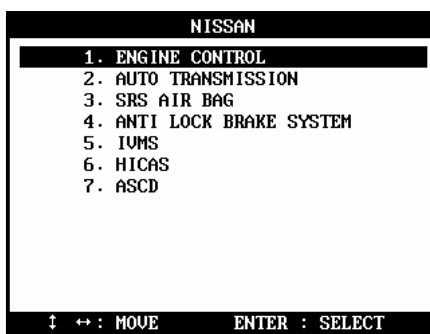 NISSAN
1. ENGINE CONTROL
2. AUTO TRANSMISSION
3. SRS AIR BAG
4. ANTI LOCK BRAKE SYSTEM
5. IVMS
6. HICAS
7. ASCD
↕ ↔: MOVE ENTER : SELECT